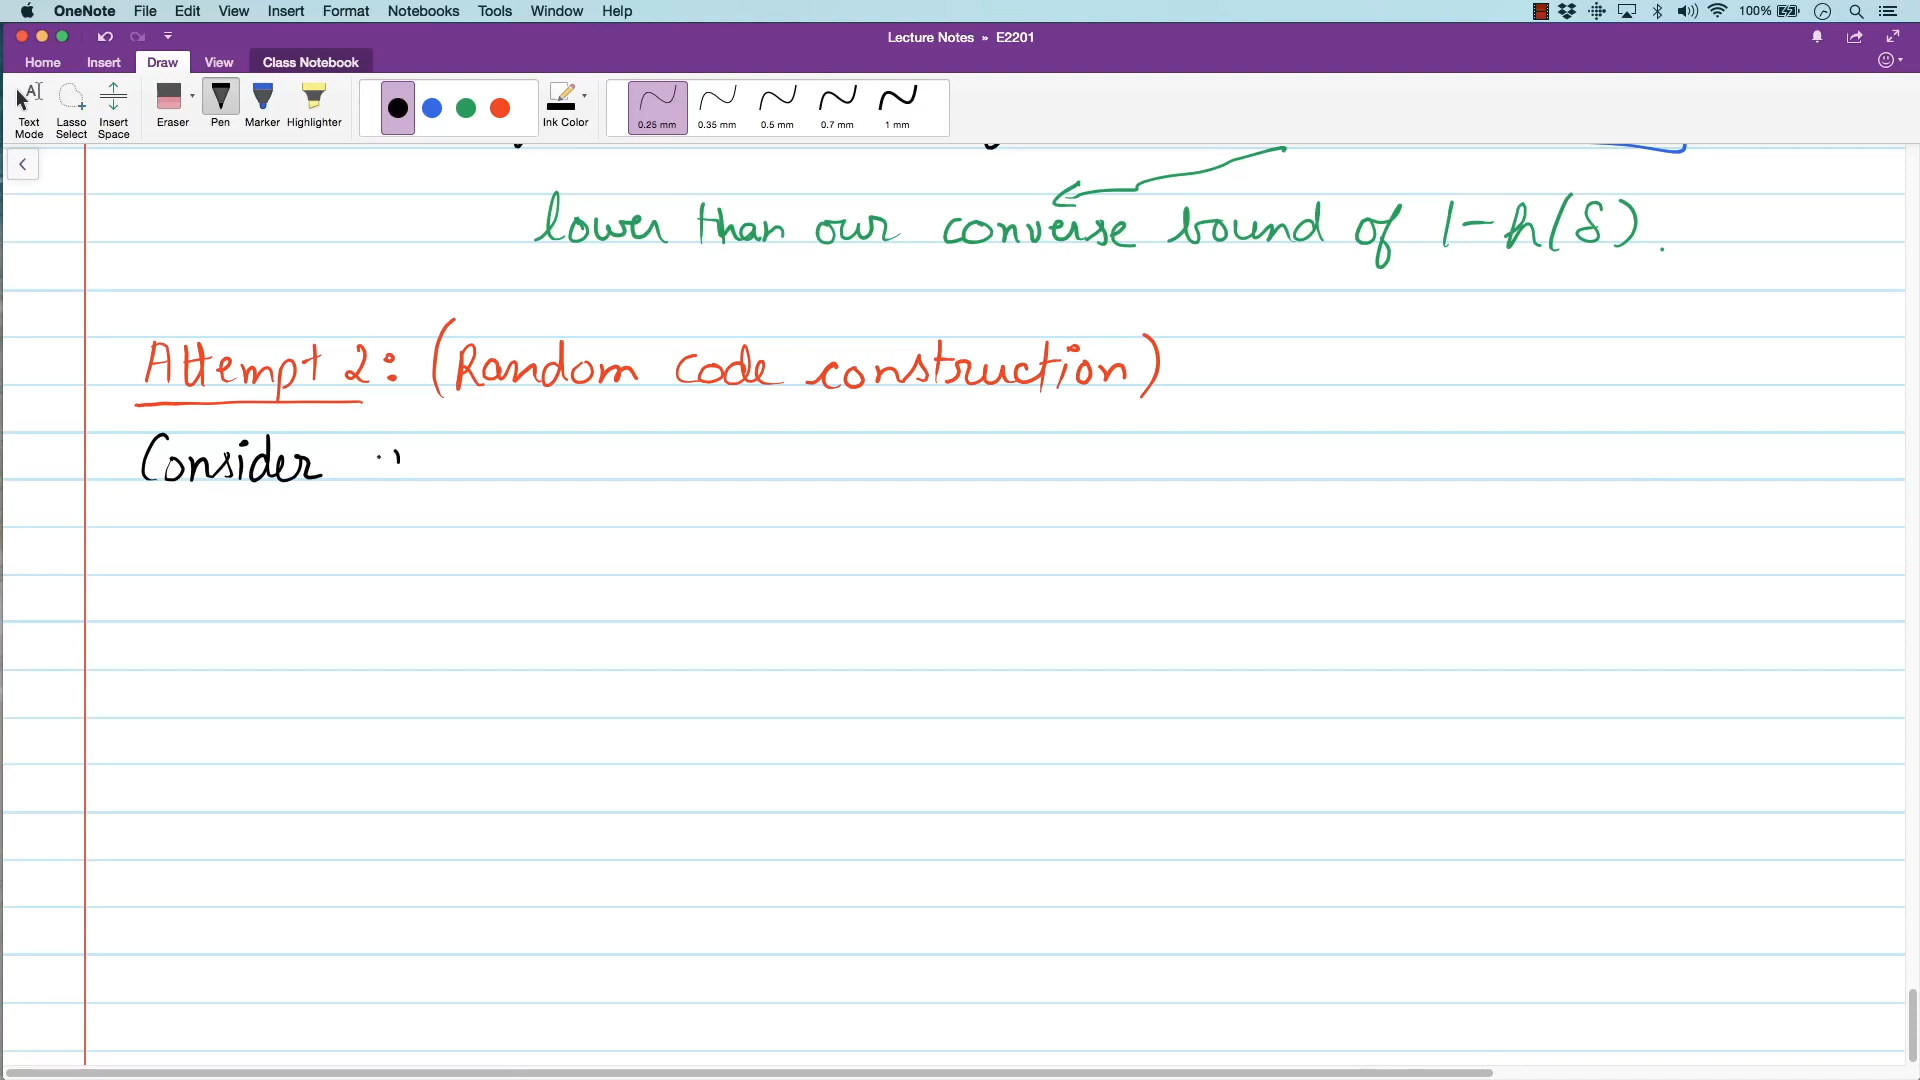 OneNote File Edit View Insert Format Notebooks Tools Window Help 100%
Lecture Notes » E2201
Home Insert Draw View Class Notebook
Text Mode Lasso Select Insert Space Eraser Pen Marker Highlighter Ink Color 0.25 mm 0.35 mm 0.5 mm 0.7 mm 1 mm
lower than our converse bound of 1-h(δ).
Attempt 2: (Random code construction)
Consider